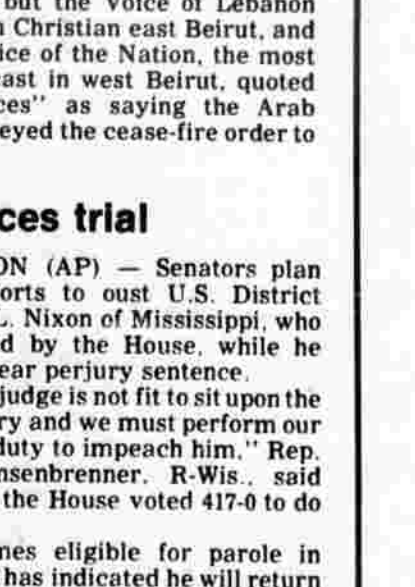 but the Voice of Lebanon
Christian east Beirut, and
ice of the Nation, the most
ast in west Beirut, quoted
ces" as saying the Arab
eyed the cease-fire order to
ces trial
ON (AP) — Senators plan
orts to oust U.S. District
L. Nixon of Mississippi, who
d by the House, while he
ear perjury sentence.
judge is not fit to sit upon the
ry and we must perform our
duty to impeach him," Rep.
nsenbrenner, R-Wis., said
the House voted 417-0 to do
mes eligible for parole in
has indicated he will return